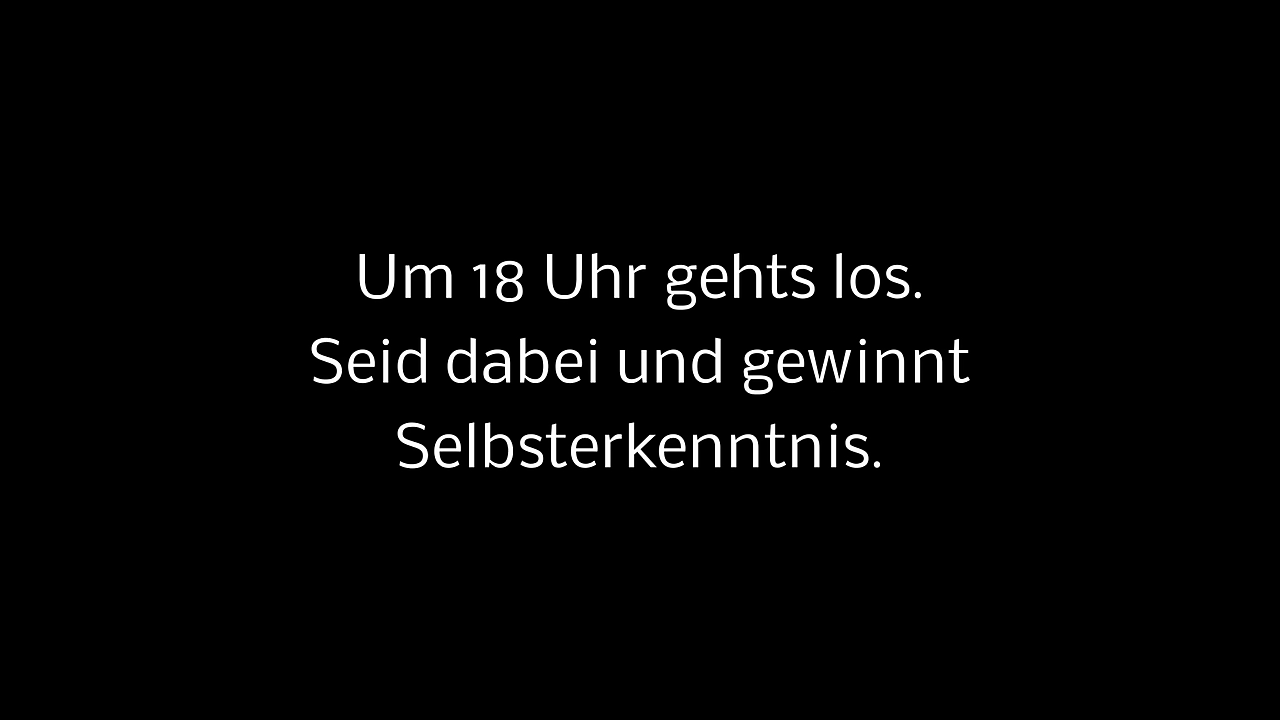 Um 18 Uhr gehts los.
Seid dabei und gewinnt
Selbsterkenntnis.